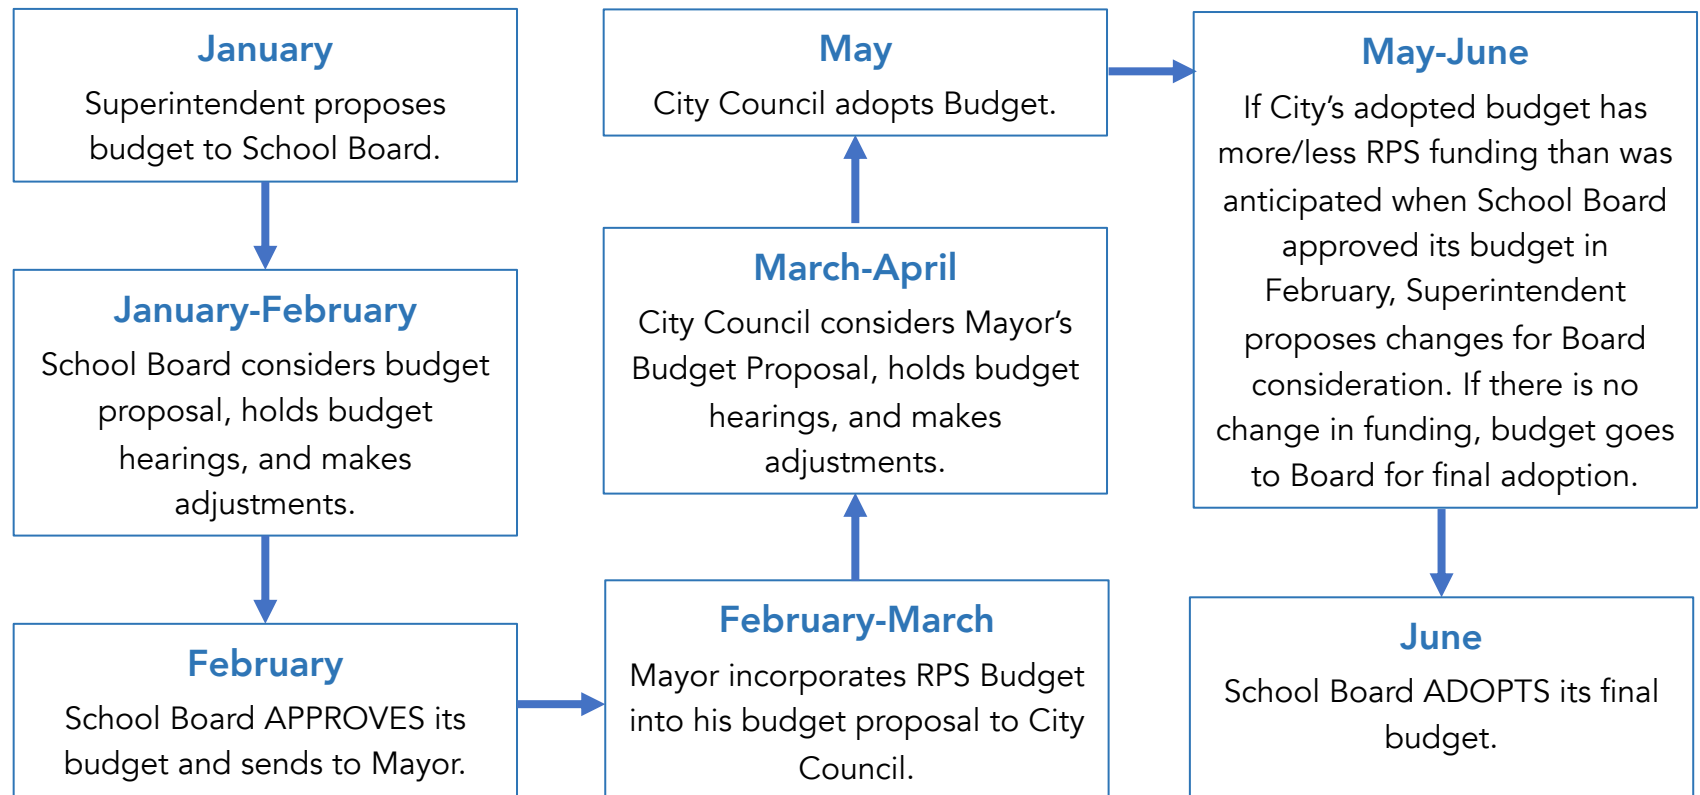 January
Superintendent proposes
budget to School Board.
January-February
School Board considers budget
proposal, holds budget
hearings, and makes
adjustments.
February
School Board APPROVES its
budget and sends to Mayor.
February-March
Mayor incorporates RPS Budget
into his budget proposal to City
Council.
March-April
City Council considers Mayor’s
Budget Proposal, holds budget
hearings, and makes
adjustments.
May
City Council adopts Budget.
May-June
If City’s adopted budget has
more/less RPS funding than was
anticipated when School Board
approved its budget in
February, Superintendent
proposes changes for Board
consideration. If there is no
change in funding, budget goes
to Board for final adoption.
June
School Board ADOPTS its final
budget.